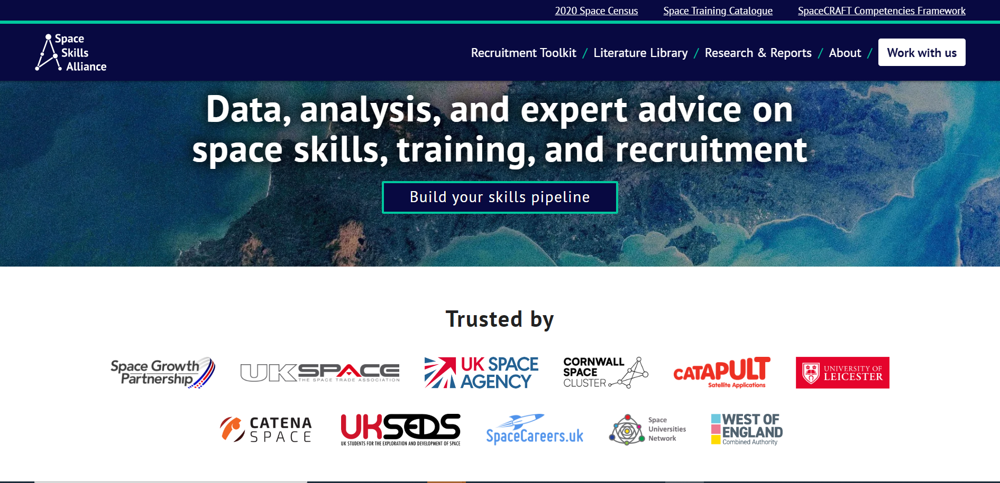 2020 Space Census
Space Training Catalogue
SpaceCRAFT Competencies Framework
Space
Skills
Alliance
Recruitment Toolkit / Literature Library / Research & Reports / About /
Work with us
Data, analysis, and expert advice on
space skills, training, and recruitment
Build your skills pipeline
Trusted by
Space Growth
Partnership
UKSPACE
THE SPACE TRADE ASSOCIATION
UK SPACE
AGENCY
CORNWALL
SPACE
CLUSTER
CATAPULT
Satellite Applications
UNIVERSITY OF
LEICESTER
CATENA
SPACE
UKSEDS
UK STUDENTS FOR THE EXPLORATION AND DEVELOPMENT OF SPACE
SpaceCareers.uk
Space
Universities
Network
WEST OF
ENGLAND
Combined Authority